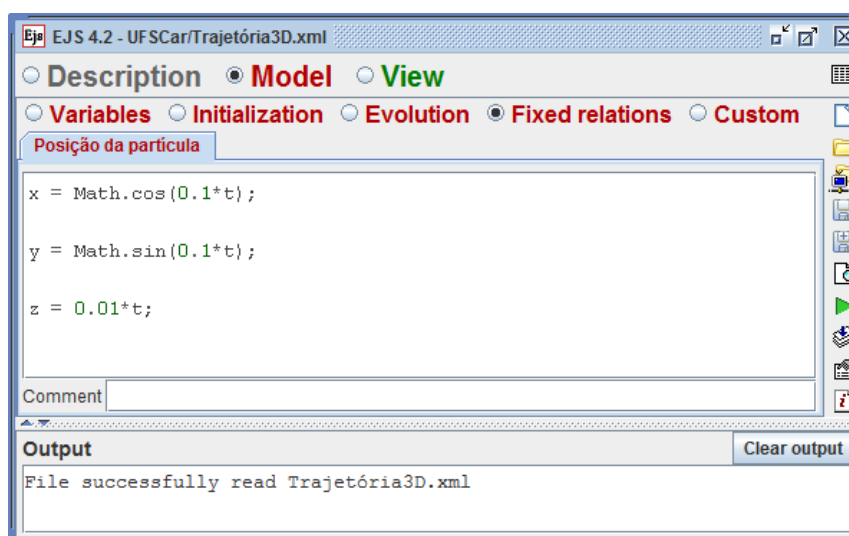 Ejs EJS 4.2 - UFSCar/Trajetória3D.xml
Description Model View
Variables Initialization Evolution Fixed relations Custom
Posição da partícula
x = Math.cos(0.1*t);
y = Math.sin(0.1*t);
z = 0.01*t;
Comment
Output Clear output
File successfully read Trajetória3D.xml